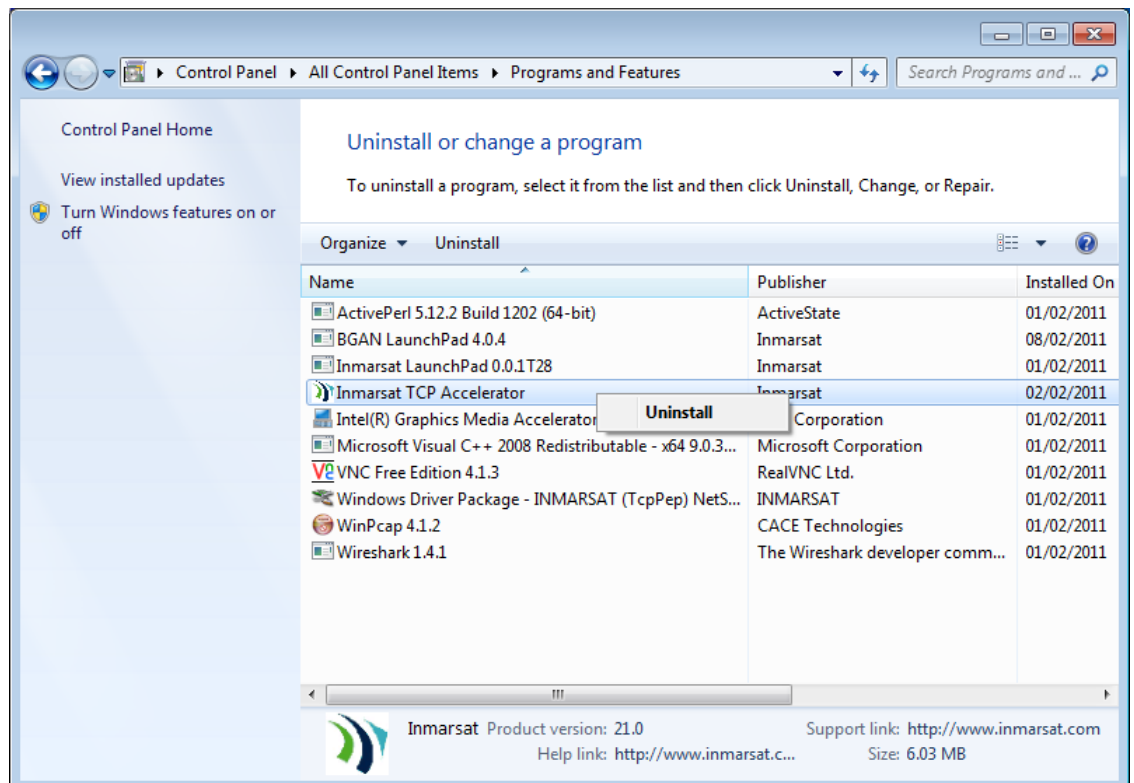 Control Panel All Control Panel Items Programs and Features Search Programs and ...
Control Panel Home
View installed updates
Turn Windows features on or
off
Uninstall or change a program
To uninstall a program, select it from the list and then click Uninstall, Change, or Repair.
Organize Uninstall
Name Publisher Installed On
ActivePerl 5.12.2 Build 1202 (64-bit) ActiveState 01/02/2011
BGAN LaunchPad 4.0.4 Inmarsat 08/02/2011
Inmarsat LaunchPad 0.0.1T28 Inmarsat 01/02/2011
Inmarsat TCP Accelerator Inmarsat 02/02/2011
Uninstall
Intel(R) Graphics Media Accelerator Corporation 01/02/2011
Microsoft Visual C++ 2008 Redistributable - x64 9.0.3... Microsoft Corporation 01/02/2011
VNC Free Edition 4.1.3 RealVNC Ltd. 01/02/2011
Windows Driver Package - INMARSAT (TcpPep) NetS... INMARSAT 01/02/2011
WinPcap 4.1.2 CACE Technologies 01/02/2011
Wireshark 1.4.1 The Wireshark developer comm... 01/02/2011
Inmarsat Product version: 21.0 Support link: http://www.inmarsat.com
Help link: http://www.inmarsat.c... Size: 6.03 MB